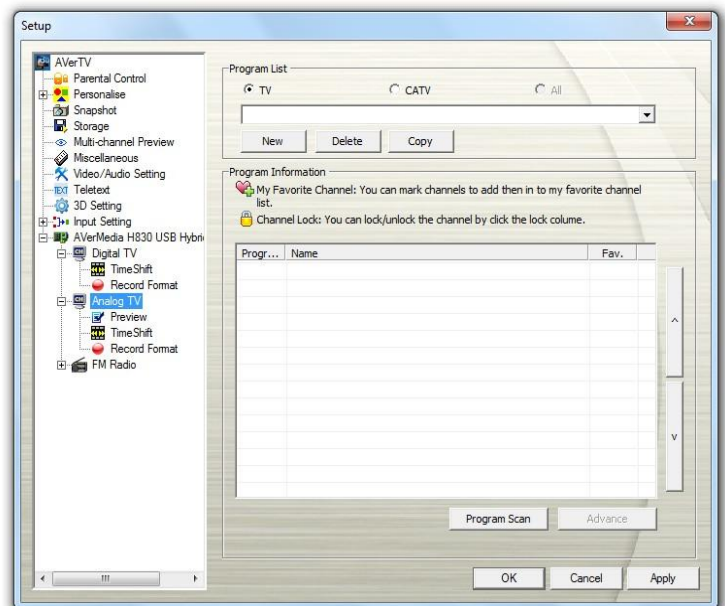 Setup
AVerTV
Parental Control
Personalise
Snapshot
Storage
Multi-channel Preview
Miscellaneous
Video/Audio Setting
TEXT Teletext
3D Setting
Input Setting
AVerMedia H830 USB Hybri
Digital TV
TimeShift
Record Format
Analog TV
Preview
TimeShift
Record Format
FM Radio
Program List
TV CATV All
New Delete Copy
Program Information
My Favorite Channel: You can mark channels to add then in to my favorite channel
list.
Channel Lock: You can lock/unlock the channel by click the lock colume.
Progr... Name Fav.
^
v
Program Scan Advance
OK Cancel Apply